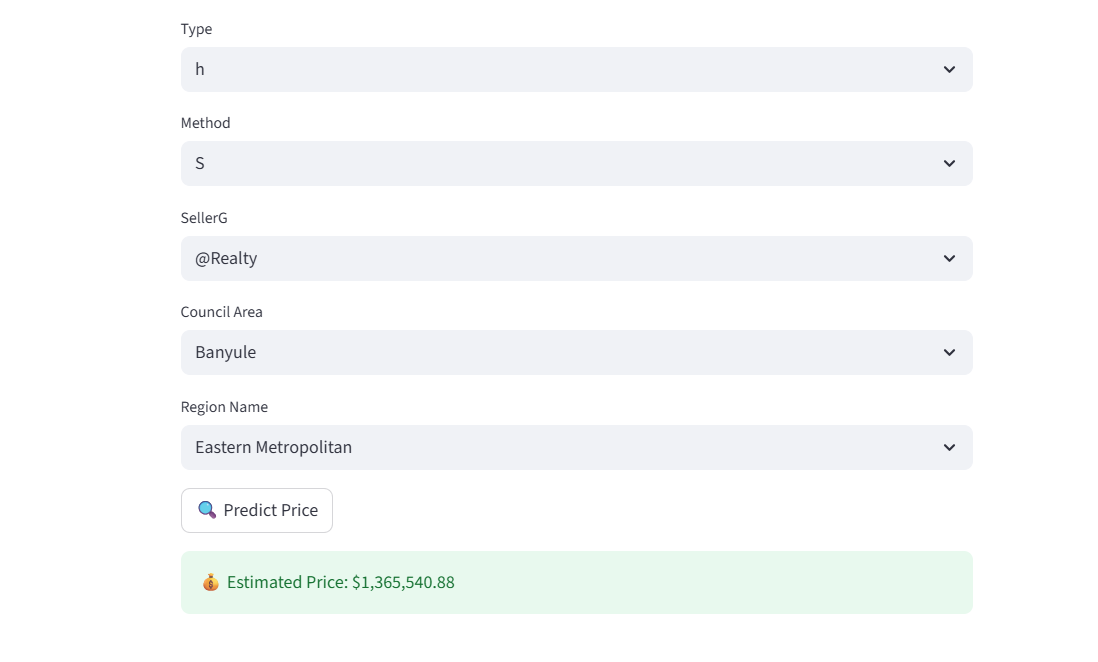 Type
h
Method
S
SellerG
@Realty
Council Area
Banyule
Region Name
Eastern Metropolitan
🔍 Predict Price
💰 Estimated Price: $1,365,540.88